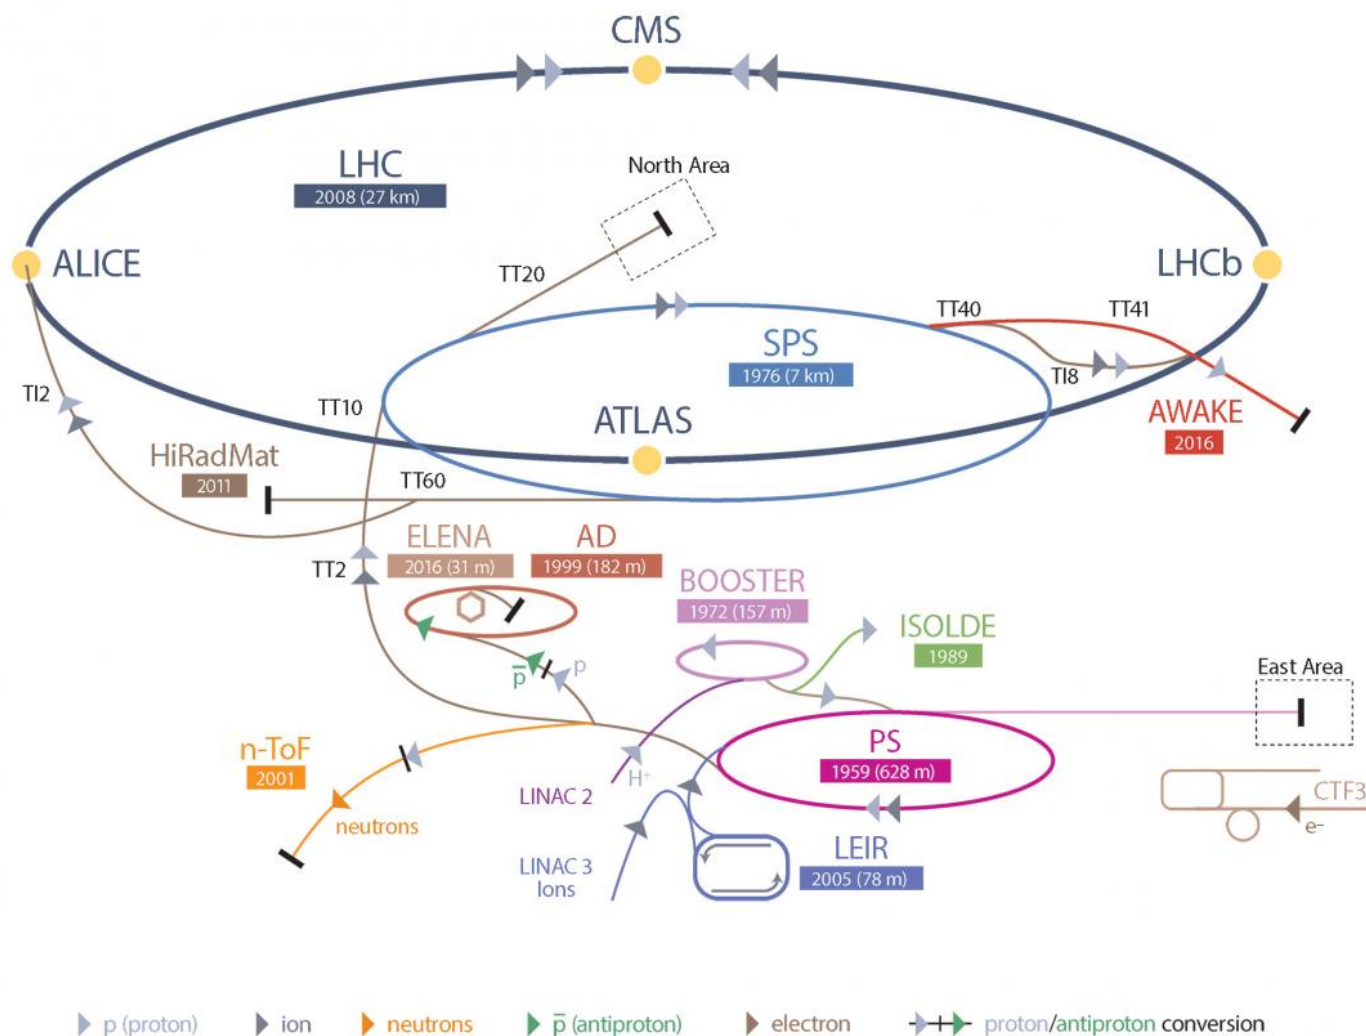 CMS
LHC
2008 (27 km)
North Area
ALICE
TT20
LHCb
TT40
TT41
SPS
1976 (7 km)
TI8
TI2
TT10
ATLAS
AWAKE
2016
HiRadMat
2011
TT60
ELENA
2016 (31 m)
AD
1999 (182 m)
TT2
BOOSTER
1972 (157 m)
ISOLDE
1989
p̅
p
East Area
n-ToF
2001
PS
1959 (628 m)
H⁺
LINAC 2
neutrons
CTF3
e⁻
LINAC 3
Ions
LEIR
2005 (78 m)
p (proton)
ion
neutrons
p̅ (antiproton)
electron
proton/antiproton conversion